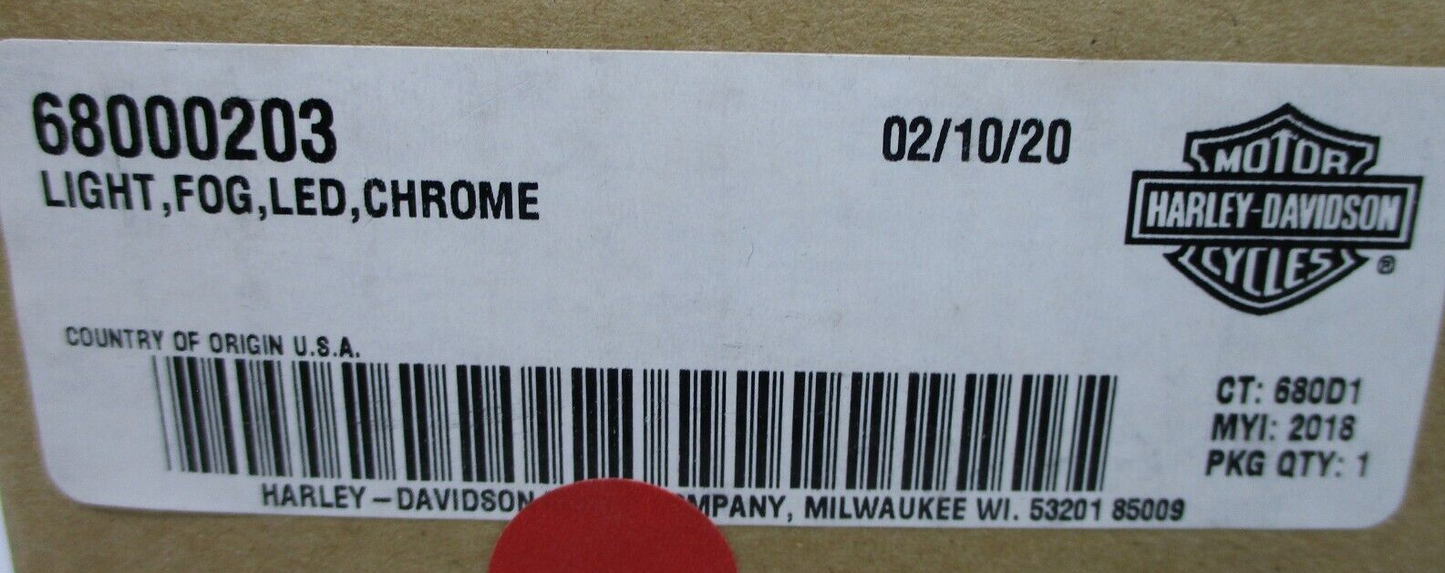 68000203
02/10/20
LIGHT,FOG,LED,CHROME
MOTOR
HARLEY-DAVIDSON
CYCLES
®
COUNTRY OF ORIGIN U.S.A.
CT: 680D1
MYI: 2018
PKG QTY: 1
HARLEY-DAVIDSON MPANY, MILWAUKEE WI. 53201 85009